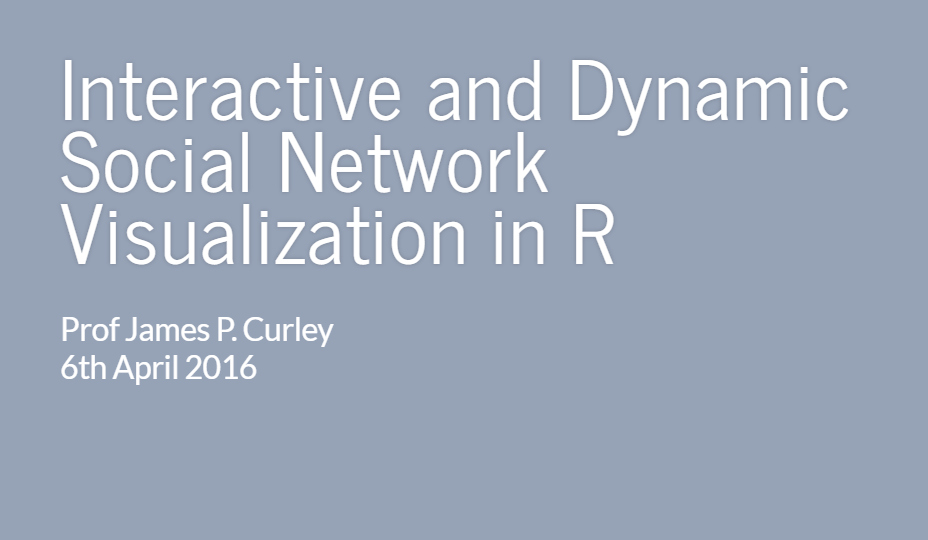 Interactive and Dynamic
Social Network
Visualization in R
Prof James P. Curley
6th April 2016